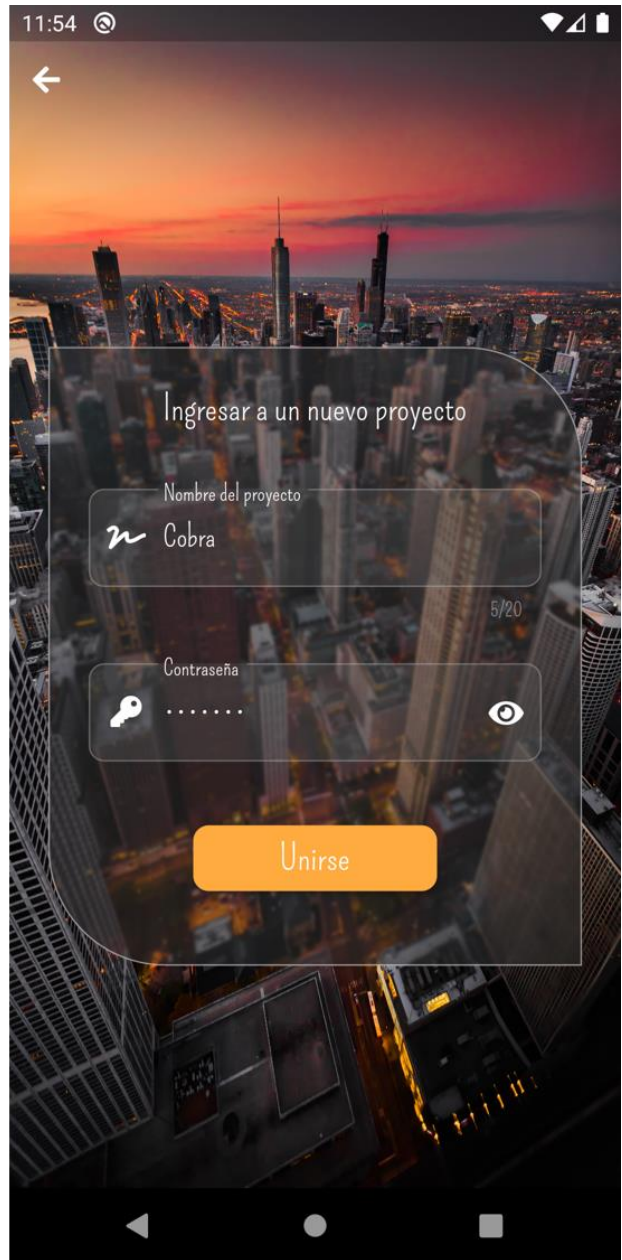 11:54
Ingresar a un nuevo proyecto
Nombre del proyecto
Cobra
5/20
Contraseña
·······
Unirse